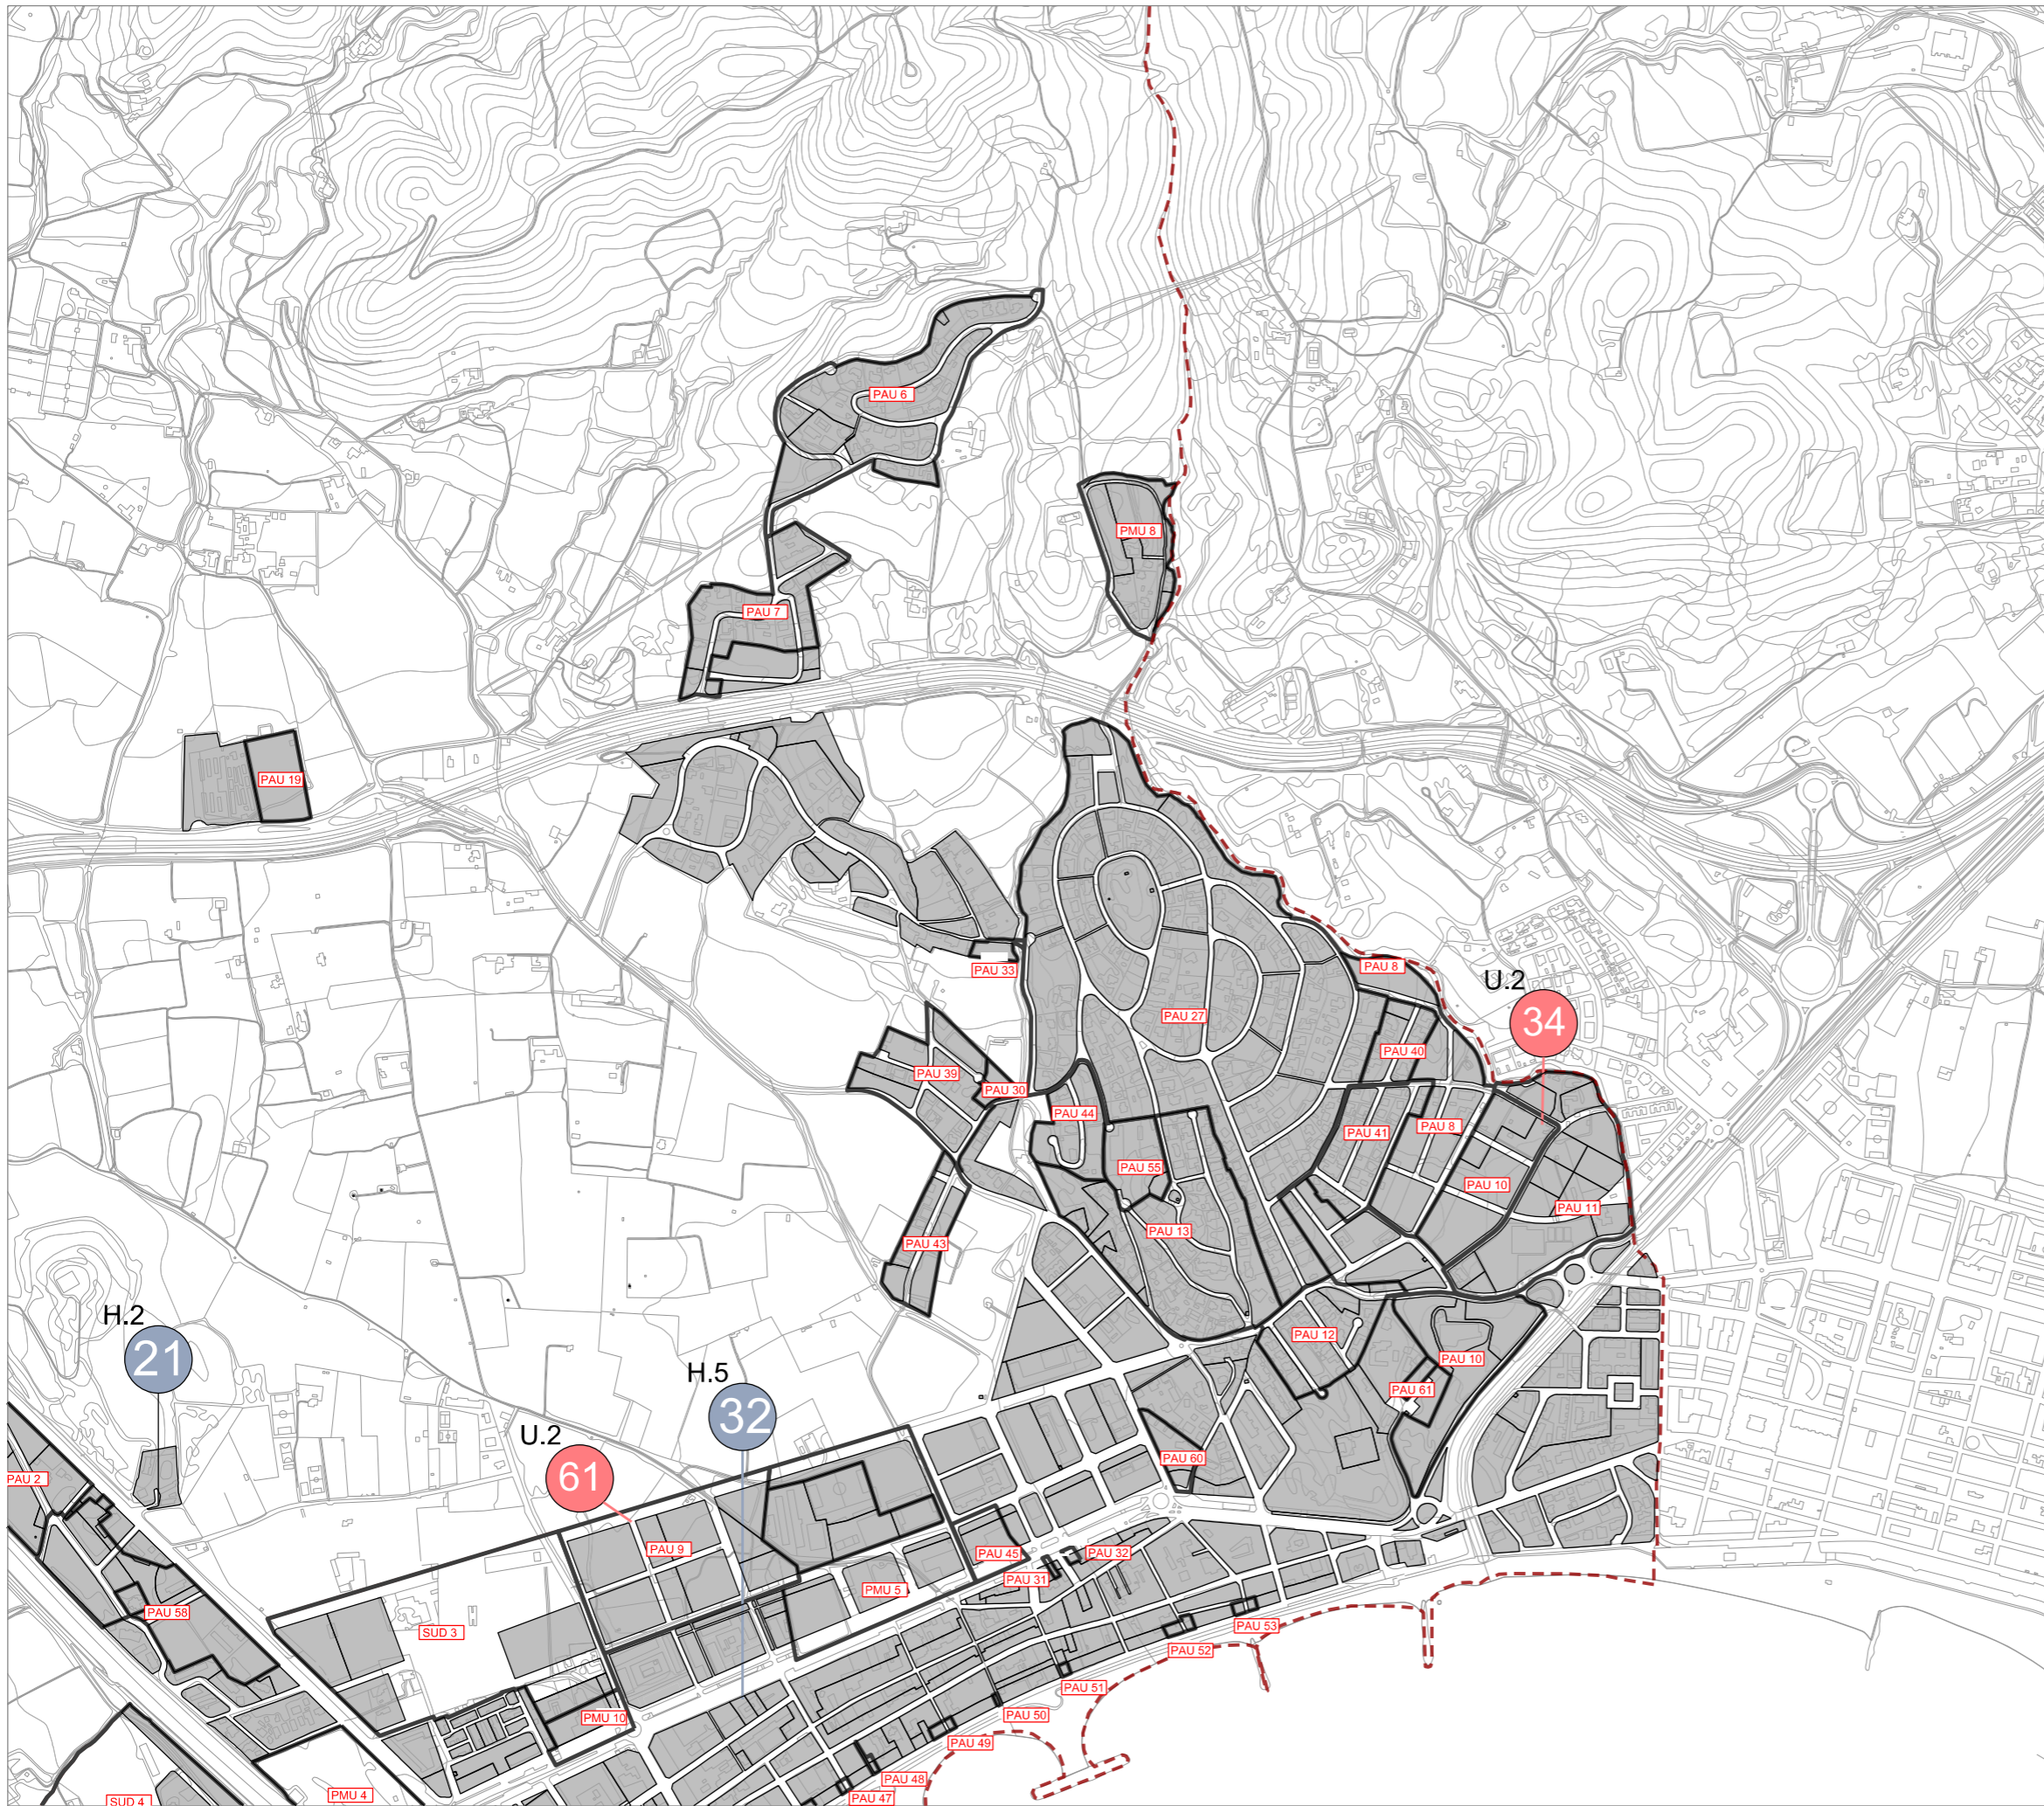 PAU 6
PMU 8
PAU 7
PAU 19
PAU 33
PAU 8
U.2
34
PAU 27
PAU 40
PAU 39
PAU 30
PAU 44
PAU 41
PAU 8
PAU 55
PAU 10
PAU 11
PAU 13
PAU 43
H.2
21
PAU 12
PAU 10
H.5
32
PAU 61
U.2
61
PAU 60
PAU 2
PAU 9
PAU 45
PAU 32
PAU 31
PMU 5
PAU 58
SUD 3
PAU 53
PAU 52
PAU 51
PAU 50
PMU 10
PAU 49
PAU 48
PAU 47
PMU 4
SUD 4